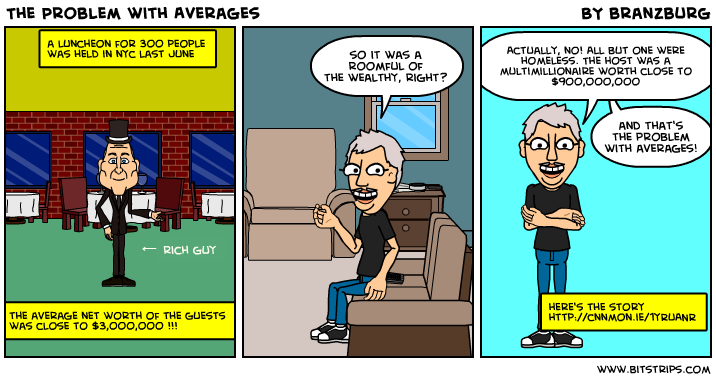 THE PROBLEM WITH AVERAGES
BY BRANZBURG
A LUNCHEON FOR 300 PEOPLE
WAS HELD IN NYC LAST JUNE
← RICH GUY
THE AVERAGE NET WORTH OF THE GUESTS
WAS CLOSE TO $3,000,000 !!!
SO IT WAS A
ROOMFUL OF
THE WEALTHY, RIGHT?
ACTUALLY, NO! ALL BUT ONE WERE
HOMELESS. THE HOST WAS A
MULTIMILLIONAIRE WORTH CLOSE TO
$900,000,000
AND THAT'S
THE PROBLEM
WITH AVERAGES!
HERE'S THE STORY
HTTP://CNNMON.IE/1YRUANR
WWW.BITSTRIPS.COM